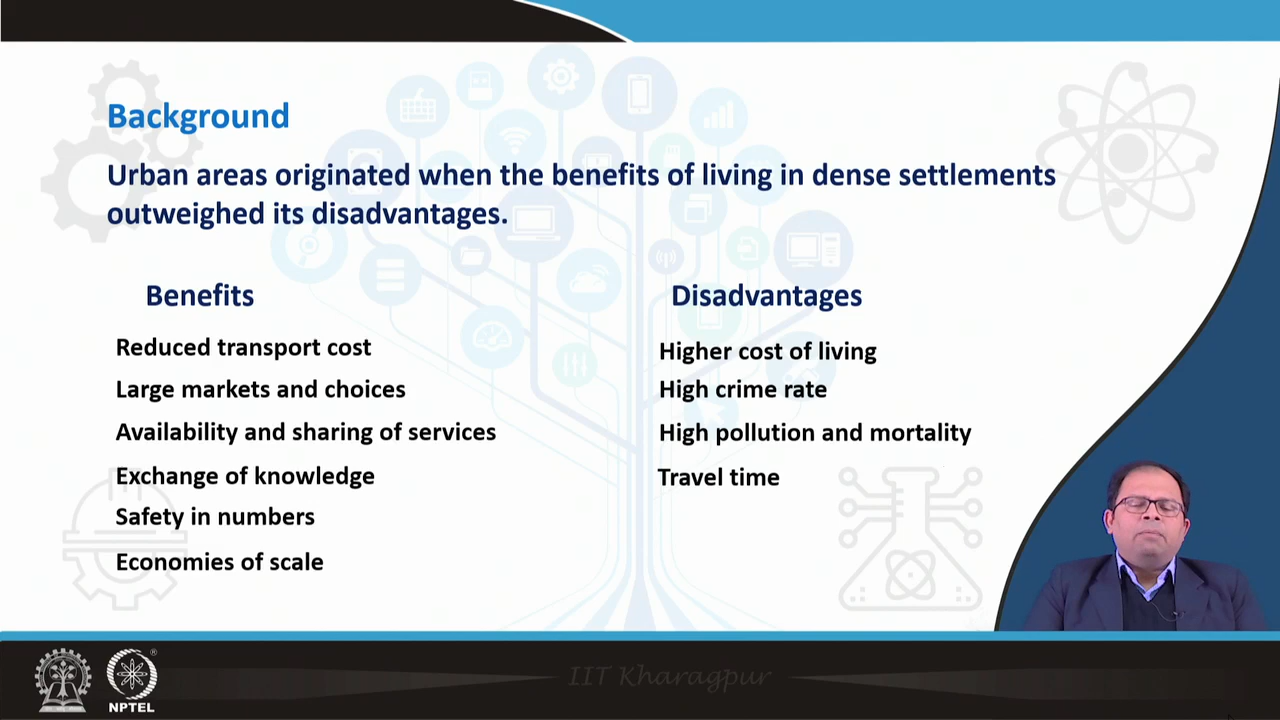 Background
Urban areas originated when the benefits of living in dense settlements
outweighed its disadvantages.
Benefits
Reduced transport cost
Large markets and choices
Availability and sharing of services
Exchange of knowledge
Safety in numbers
Economies of scale
Disadvantages
Higher cost of living
High crime rate
High pollution and mortality
Travel time
NPTEL
®
IIT Kharagpur